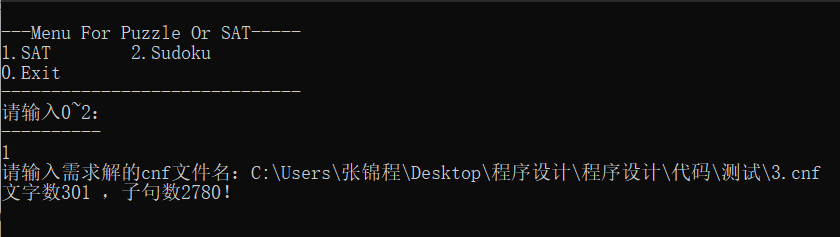 ---Menu For Puzzle Or SAT-----
1.SAT        2.Sudoku
0.Exit
------------------------------
请输入0~2：
----------
1
请输入需求解的cnf文件名：C:\Users\张锦程\Desktop\程序设计\程序设计\代码\测试\3.cnf
文字数301 ，子句数2780！